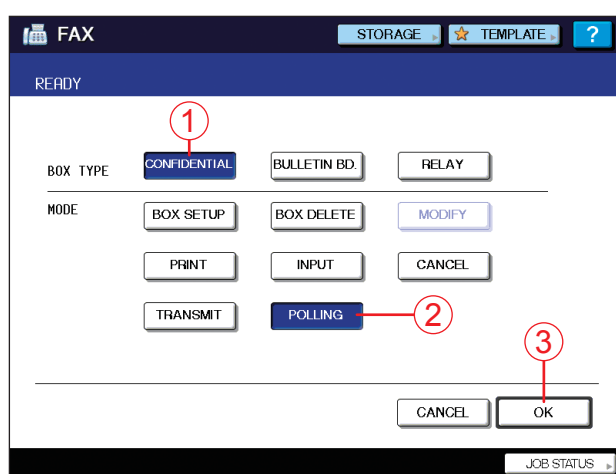 FAX STORAGE TEMPLATE ?
READY
1
BOX TYPE CONFIDENTIAL BULLETIN BD. RELAY
MODE BOX SETUP BOX DELETE MODIFY
PRINT INPUT CANCEL
TRANSMIT POLLING 2
3
CANCEL OK
JOB STATUS